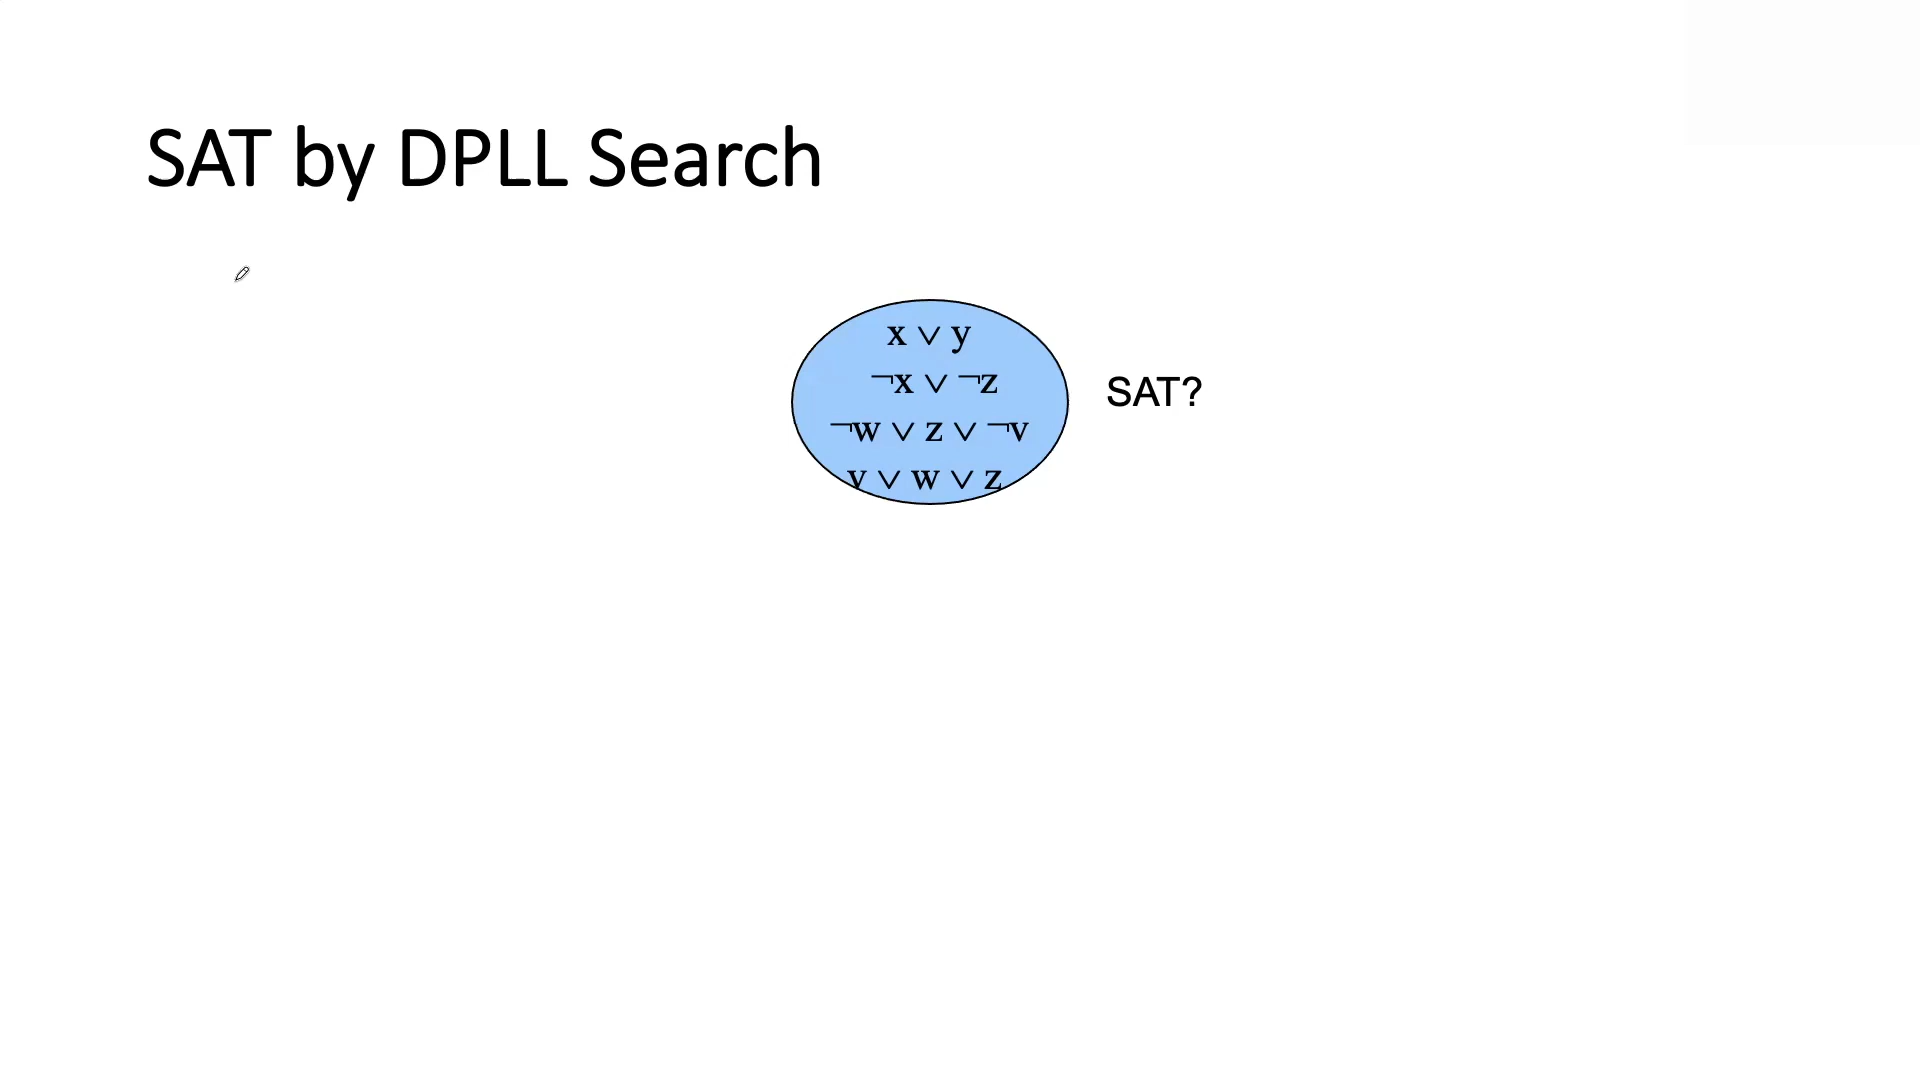 SAT by DPLL Search
x ∨ y
¬x ∨ ¬z
SAT?
¬w ∨ z ∨ ¬v
v ∨ w ∨ z